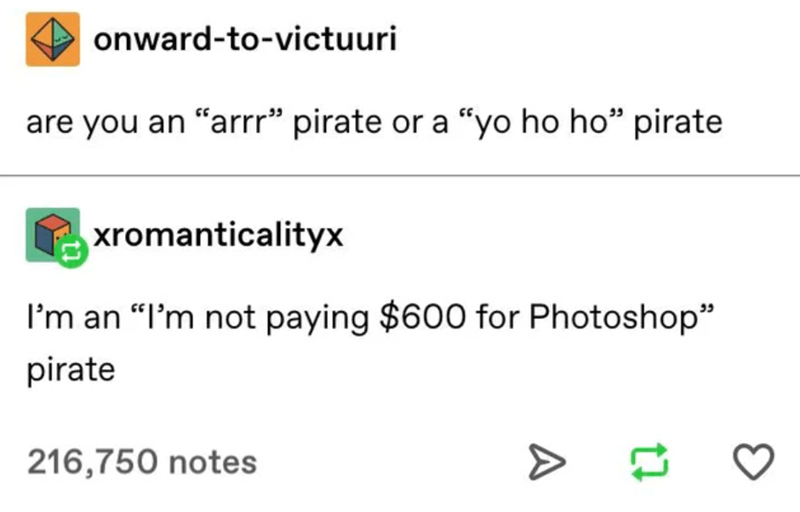 onward-to-victuuri
are you an “arrr” pirate or a “yo ho ho” pirate
xromanticalityx
I’m an “I’m not paying $600 for Photoshop”
pirate
216,750 notes